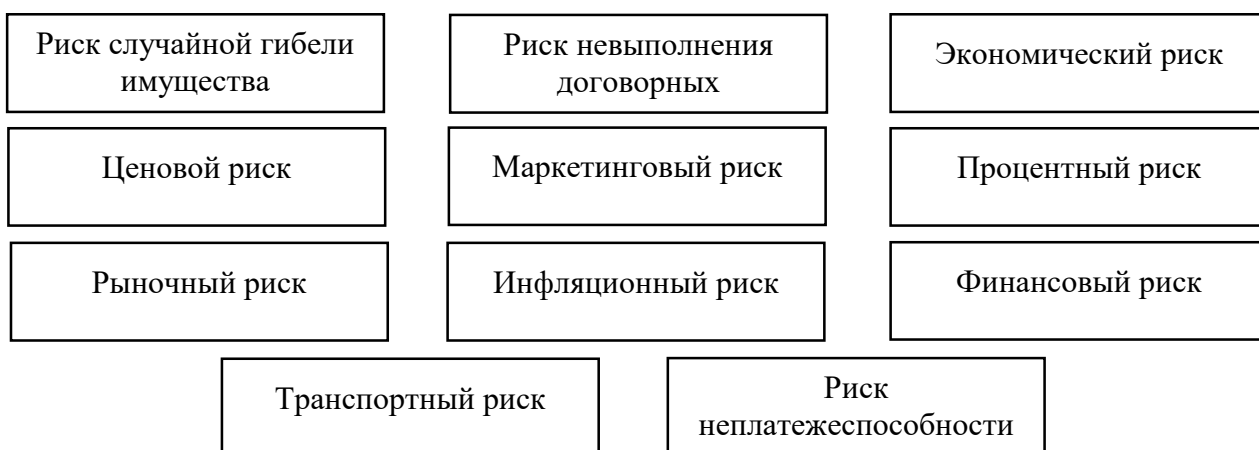 Риск случайной гибели
имущества
Риск невыполнения
договорных
Экономический риск
Ценовой риск
Маркетинговый риск
Процентный риск
Рыночный риск
Инфляционный риск
Финансовый риск
Транспортный риск
Риск
неплатежеспособности